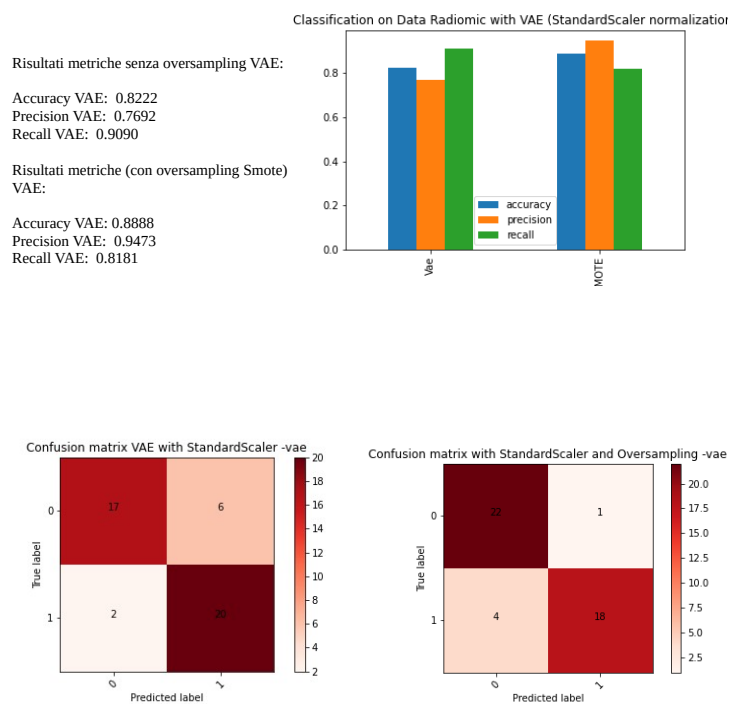 Classification on Data Radiomic with VAE (StandardScaler normalization
Risultati metriche senza oversampling VAE:
Accuracy VAE:  0.8222
Precision VAE:  0.7692
Recall VAE:  0.9090
Risultati metriche (con oversampling Smote)
VAE:
Accuracy VAE: 0.8888
Precision VAE:  0.9473
Recall VAE:  0.8181
0.8
0.6
0.4
0.2
0.0
accuracy
precision
recall
Vae
MOTE
Confusion matrix VAE with StandardScaler -vae
True label
0
1
17
6
2
20
0
1
Predicted label
20
18
16
14
12
10
8
6
4
2
Confusion matrix with StandardScaler and Oversampling -vae
True label
0
1
22
1
4
18
0
1
Predicted label
20.0
17.5
15.0
12.5
10.0
7.5
5.0
2.5